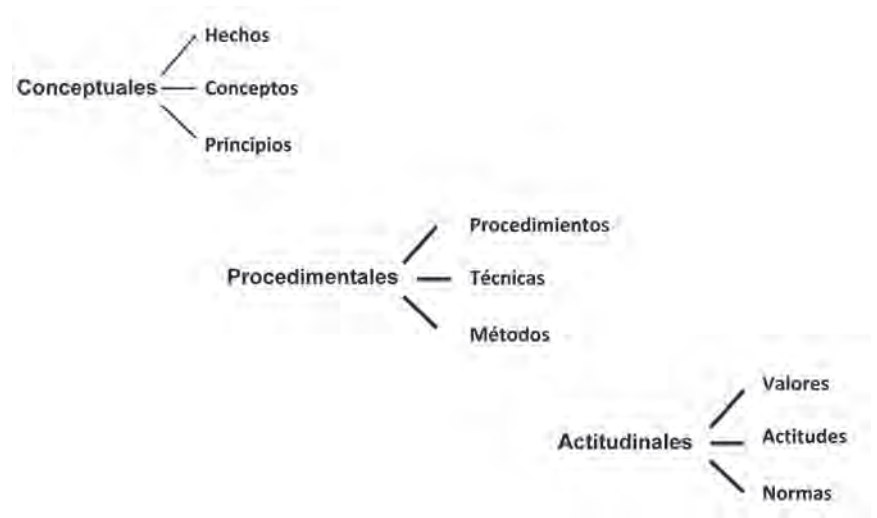 Hechos
Conceptuales
Conceptos
Principios
Procedimientos
Procedimentales
Técnicas
Métodos
Valores
Actitudinales
Actitudes
Normas